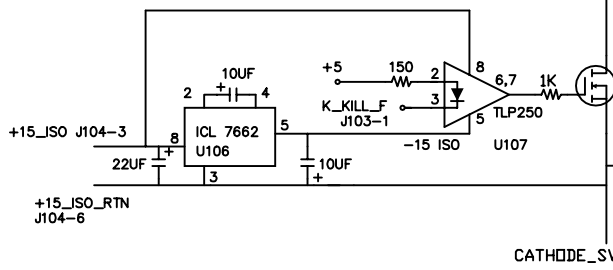 10UF
2
+
4
+15_ISO J104-3
8
ICL 7662
U106
5
3
22UF
+
10UF
+
+15_ISO_RTN
J104-6
+5
150
2
3
K_KILL_F
J103-1
8
6,7
TLP250
5
-15 ISO
U107
1K